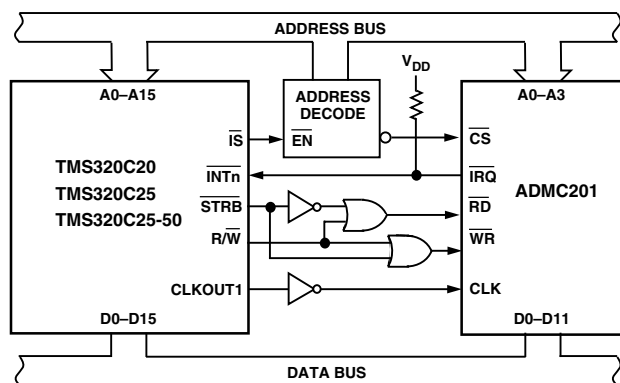 ADDRESS BUS
A0–A15
ADDRESS
DECODE
VDD
A0–A3
IS
EN
CS
TMS320C20
TMS320C25
TMS320C25-50
INTn
IRQ
ADMC201
STRB
RD
R/W
WR
CLKOUT1
CLK
D0–D15
D0–D11
DATA BUS